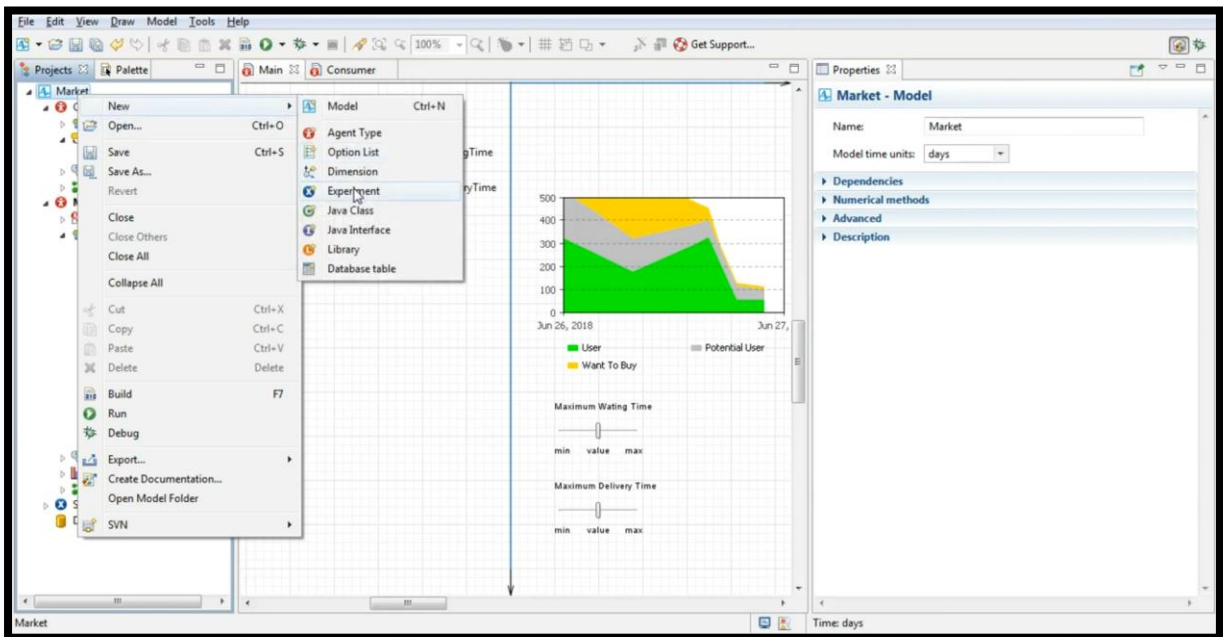 File Edit View Draw Model Tools Help
100% Get Support...
Projects Palette
Main Consumer
Properties
Market
New
Open... Ctrl+O
Save Ctrl+S
Save As...
Revert
Close
Close Others
Close All
Collapse All
Cut Ctrl+X
Copy Ctrl+C
Paste Ctrl+V
Delete Delete
Build F7
Run
Debug
Export...
Create Documentation...
Open Model Folder
SVN
Model Ctrl+N
Agent Type
Option List
Dimension
Experiment
Java Class
Java Interface
Library
Database table
gTime
ryTime
500
400
300
200
100
0
Jun 26, 2018 Jun 27,
User Potential User
Want To Buy
Maximum Wating Time
min value max
Maximum Delivery Time
min value max
Market - Model
Name: Market
Model time units: days
Dependencies
Numerical methods
Advanced
Description
Market
Time: days